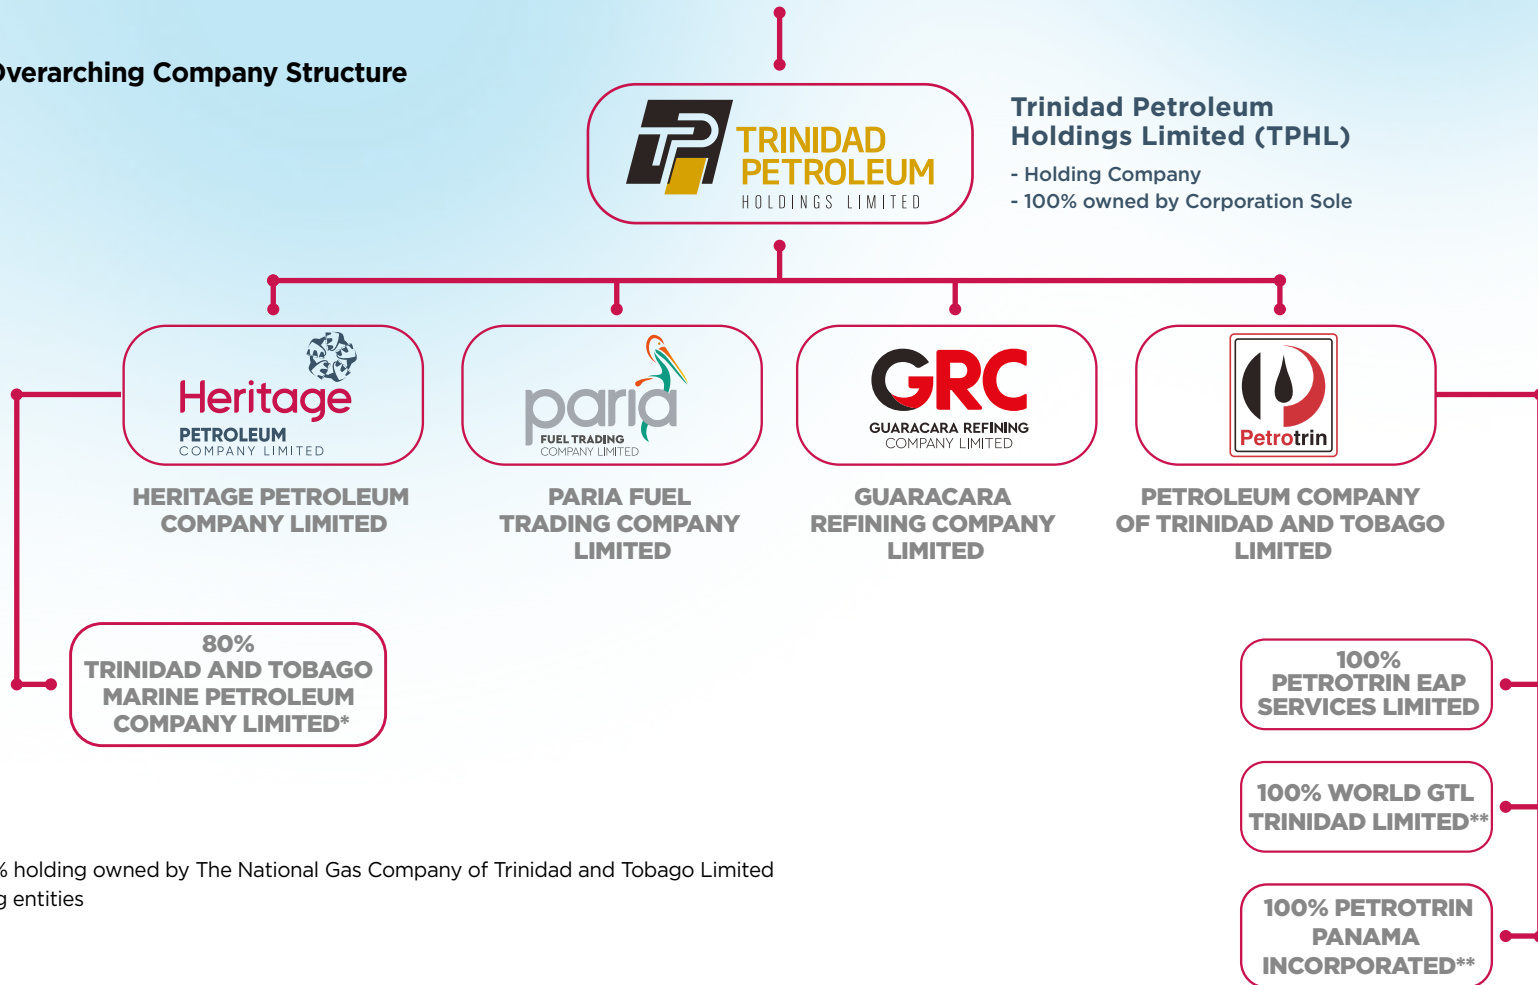 Overarching Company Structure
TRINIDAD
PETROLEUM
HOLDINGS LIMITED
Trinidad Petroleum
Holdings Limited (TPHL)
- Holding Company
- 100% owned by Corporation Sole
Heritage
PETROLEUM
COMPANY LIMITED
HERITAGE PETROLEUM
COMPANY LIMITED
paria
FUEL TRADING
COMPANY LIMITED
PARIA FUEL
TRADING COMPANY
LIMITED
GRC
GUARACARA REFINING
COMPANY LIMITED
GUARACARA
REFINING COMPANY
LIMITED
Petrotrin
PETROLEUM COMPANY
OF TRINIDAD AND TOBAGO
LIMITED
80%
TRINIDAD AND TOBAGO
MARINE PETROLEUM
COMPANY LIMITED*
100%
PETROTRIN EAP
SERVICES LIMITED
100% WORLD GTL
TRINIDAD LIMITED**
100% PETROTRIN
PANAMA
INCORPORATED**
% holding owned by The National Gas Company of Trinidad and Tobago Limited
entities